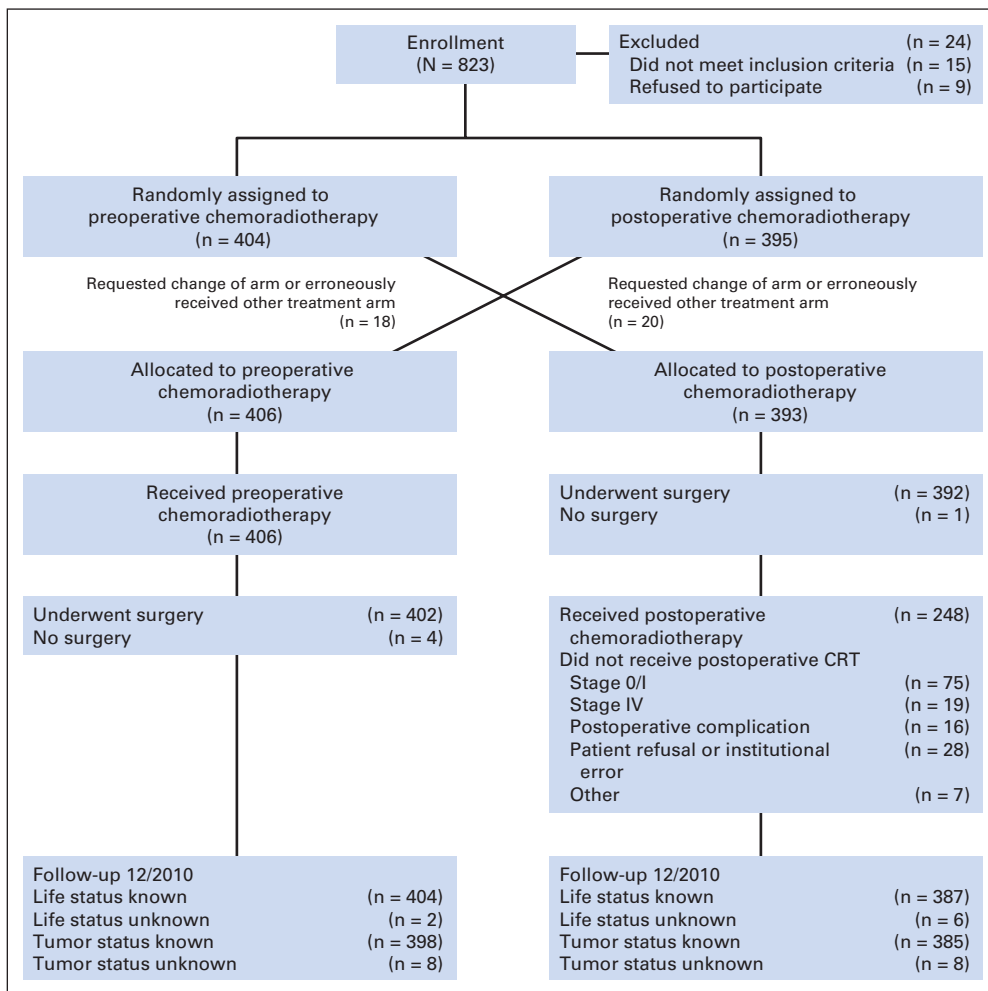 Enrollment
(N = 823)
Excluded (n = 24)
Did not meet inclusion criteria (n = 15)
Refused to participate (n = 9)
Randomly assigned to
preoperative chemoradiotherapy
(n = 404)
Randomly assigned to
postoperative chemoradiotherapy
(n = 395)
Requested change of arm or erroneously
received other treatment arm
(n = 18)
Requested change of arm or erroneously
received other treatment arm
(n = 20)
Allocated to preoperative
chemoradiotherapy
(n = 406)
Allocated to postoperative
chemoradiotherapy
(n = 393)
Received preoperative
chemoradiotherapy
(n = 406)
Underwent surgery (n = 392)
No surgery (n = 1)
Underwent surgery (n = 402)
No surgery (n = 4)
Received postoperative (n = 248)
chemoradiotherapy
Did not receive postoperative CRT
Stage 0/I (n = 75)
Stage IV (n = 19)
Postoperative complication (n = 16)
Patient refusal or institutional (n = 28)
error
Other (n = 7)
Follow-up 12/2010
Life status known (n = 404)
Life status unknown (n = 2)
Tumor status known (n = 398)
Tumor status unknown (n = 8)
Follow-up 12/2010
Life status known (n = 387)
Life status unknown (n = 6)
Tumor status known (n = 385)
Tumor status unknown (n = 8)